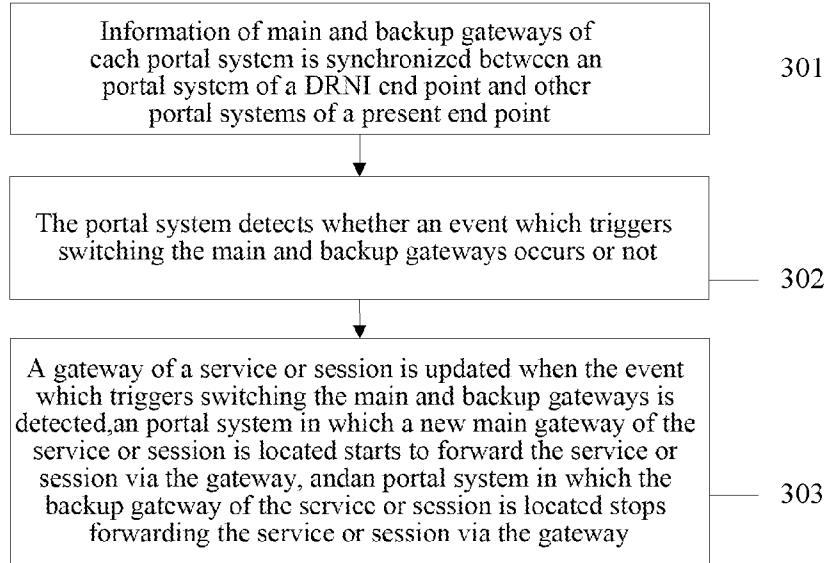 Information of main and backup gateways of
each portal system is synchronized between an
portal system of a DRNI end point and other
portal systems of a present end point
301
The portal system detects whether an event which triggers
switching the main and backup gateways occurs or not
302
A gateway of a service or session is updated when the event
which triggers switching the main and backup gateways is
detected,an portal system in which a new main gateway of the
service or session is located starts to forward the service or
session via the gateway, andan portal system in which the
backup gateway of the service or session is located stops
forwarding the service or session via the gateway
303